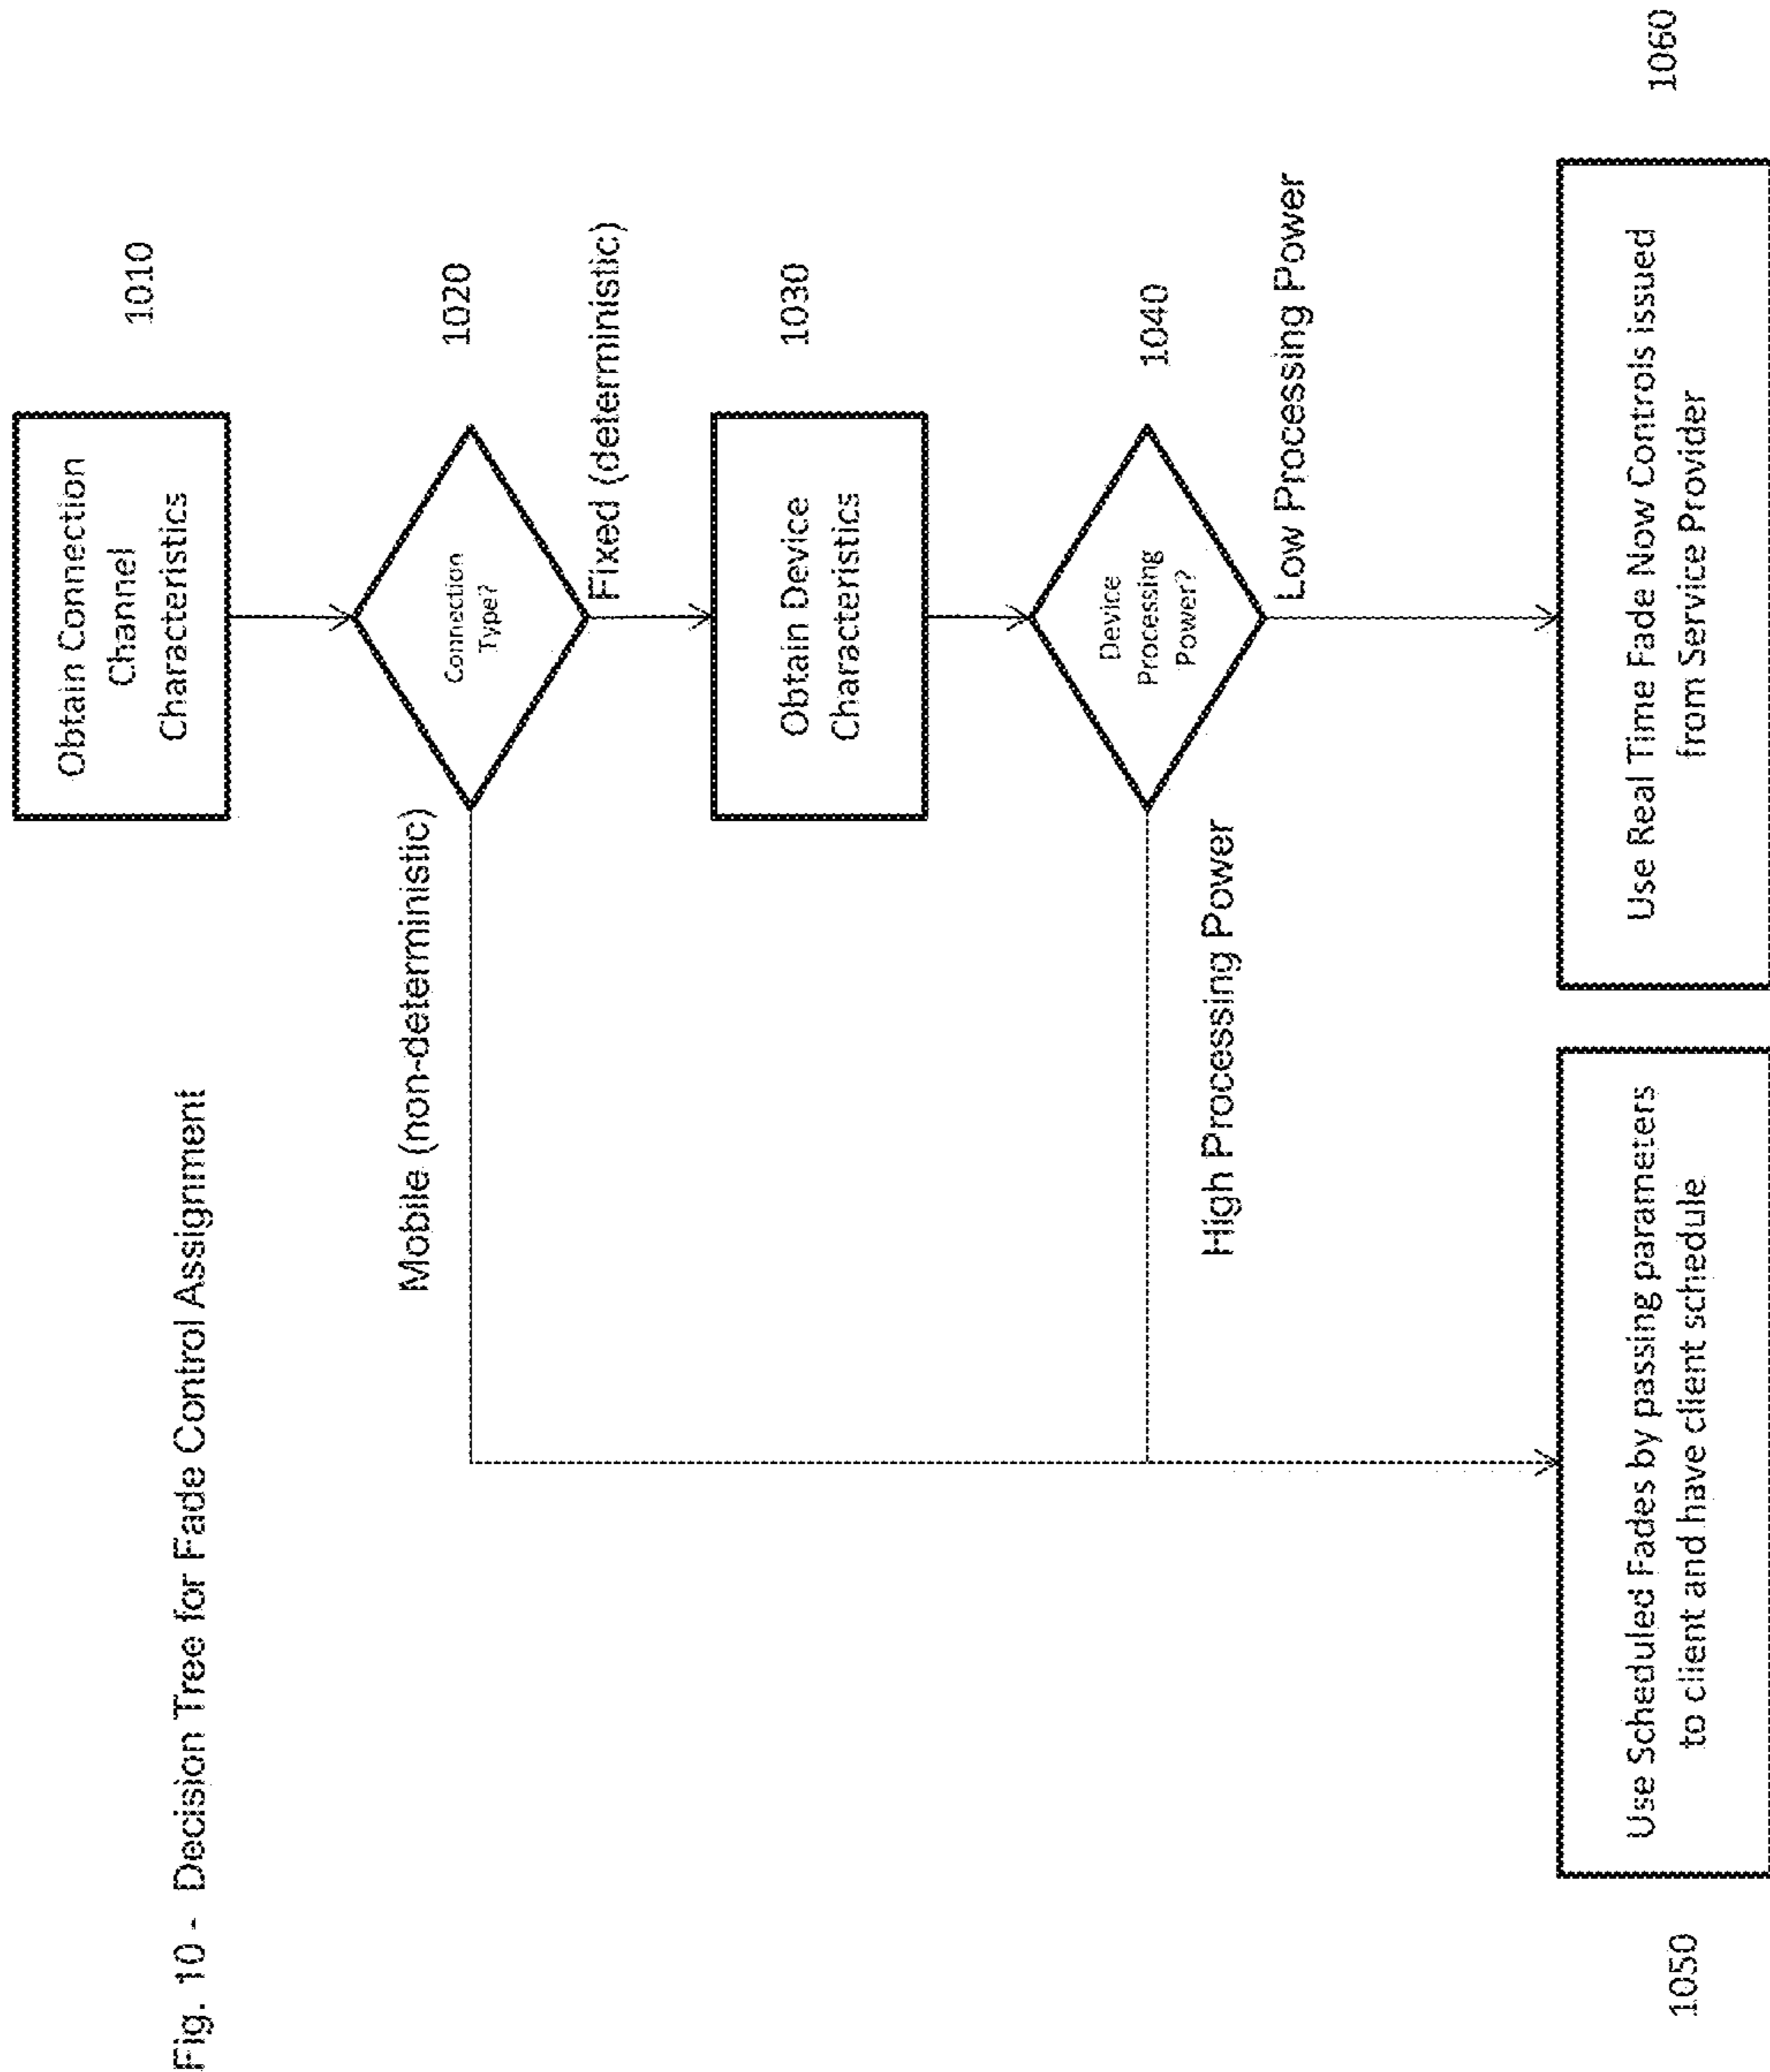 Fig. 10 - Decision Tree for Fade Control Assignment
Obtain Connection
Channel
Characteristics
1010
Connection
Type?
1020
Mobile (non-deterministic)
Fixed (deterministic)
Obtain Device
Characteristics
1030
Device
Processing
Power?
1040
High Processing Power
Low Processing Power
1050
Use Scheduled Fades by passing parameters
to client and have client schedule
Use Real Time Fade Now Controls issued
from Service Provider
1060